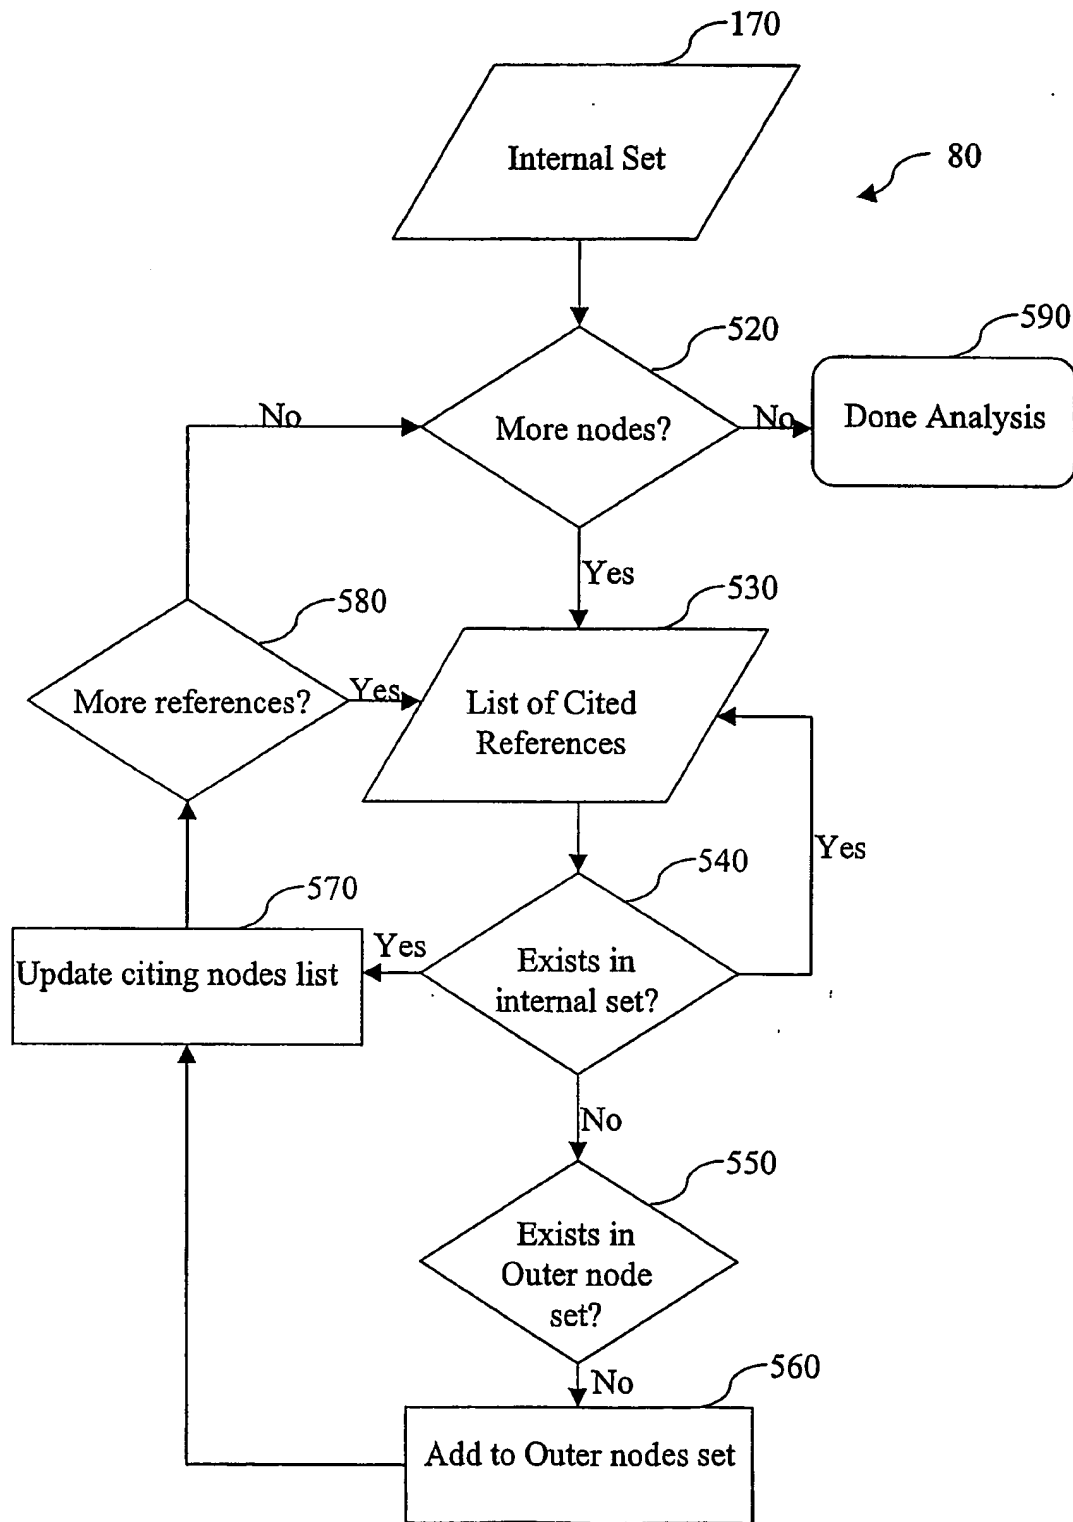 170
Internal Set
80
520
590
No
More nodes?
No
Done Analysis
Yes
530
580
More references?
Yes
List of Cited
References
Yes
540
570
Update citing nodes list
Yes
Exists in
internal set?
No
550
Exists in
Outer node
set?
No
560
Add to Outer nodes set